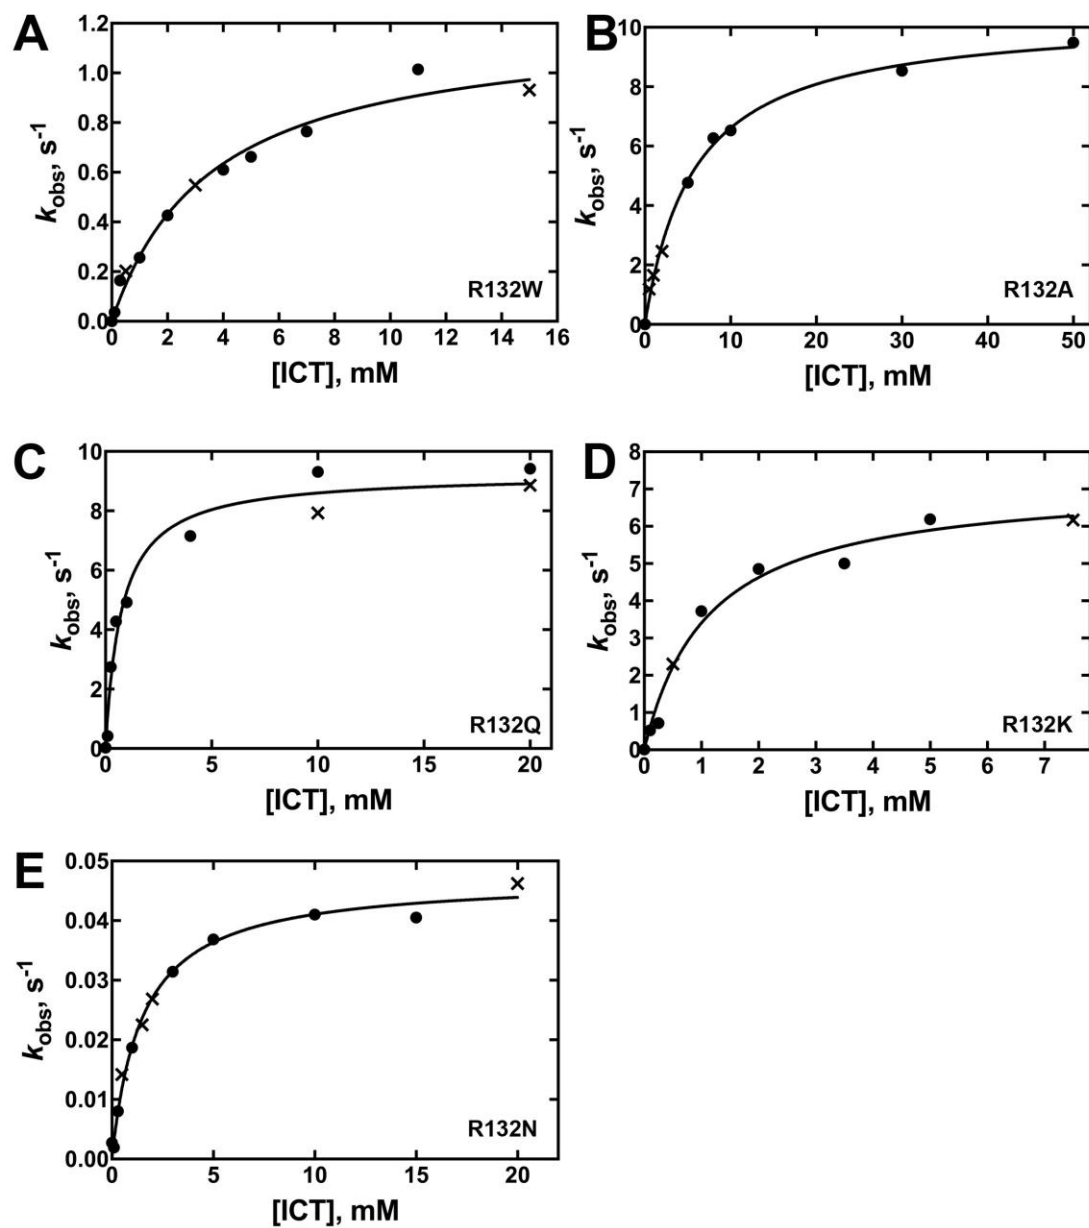 A
1.2
1.0
0.8
0.6
0.4
0.2
0.0
kobs, s-1
R132W
0 2 4 6 8 10 12 14 16
[ICT], mM
B
10
8
6
4
2
0
kobs, s-1
R132A
0 10 20 30 40 50
[ICT], mM
C
10
8
6
4
2
0
kobs, s-1
R132Q
0 5 10 15 20
[ICT], mM
D
8
7
6
5
4
3
2
1
0
kobs, s-1
R132K
0 1 2 3 4 5 6 7
[ICT], mM
E
0.05
0.04
0.03
0.02
0.01
0.00
kobs, s-1
R132N
0 5 10 15 20
[ICT], mM